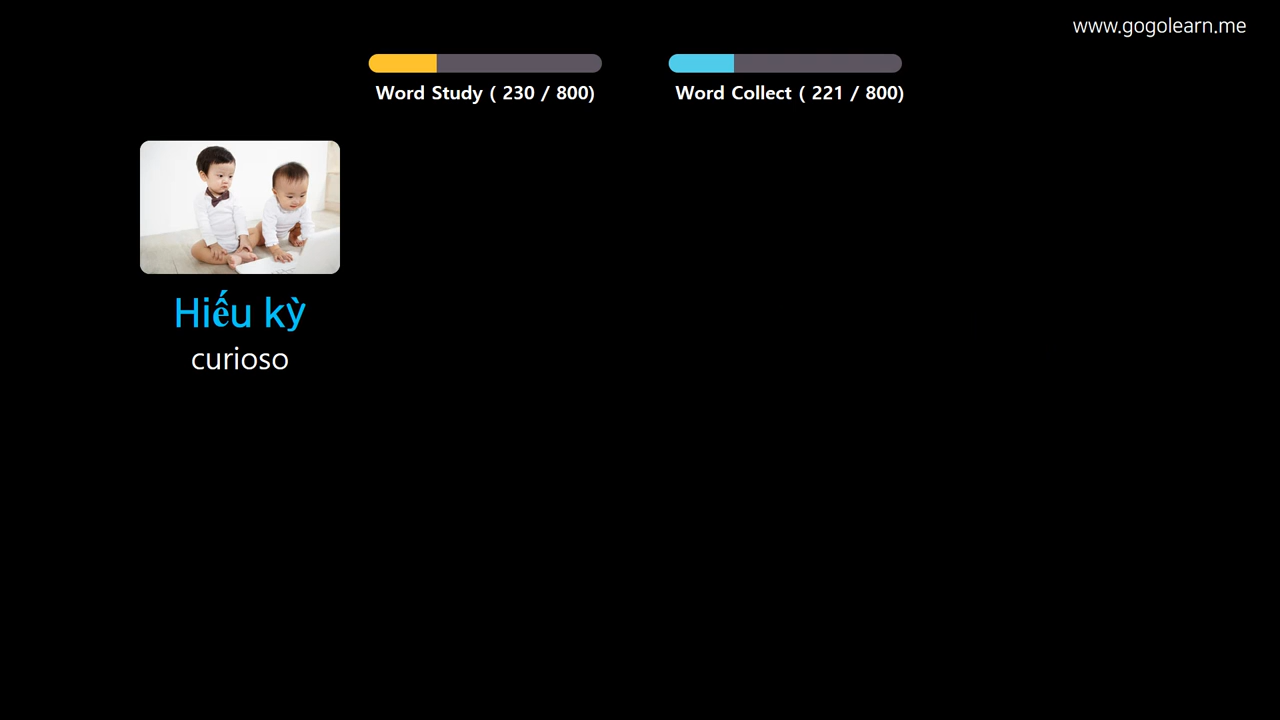 www.gogolearn.me
Word Study ( 230 / 800)
Word Collect ( 221 / 800)
Hiếu kỳ
curioso